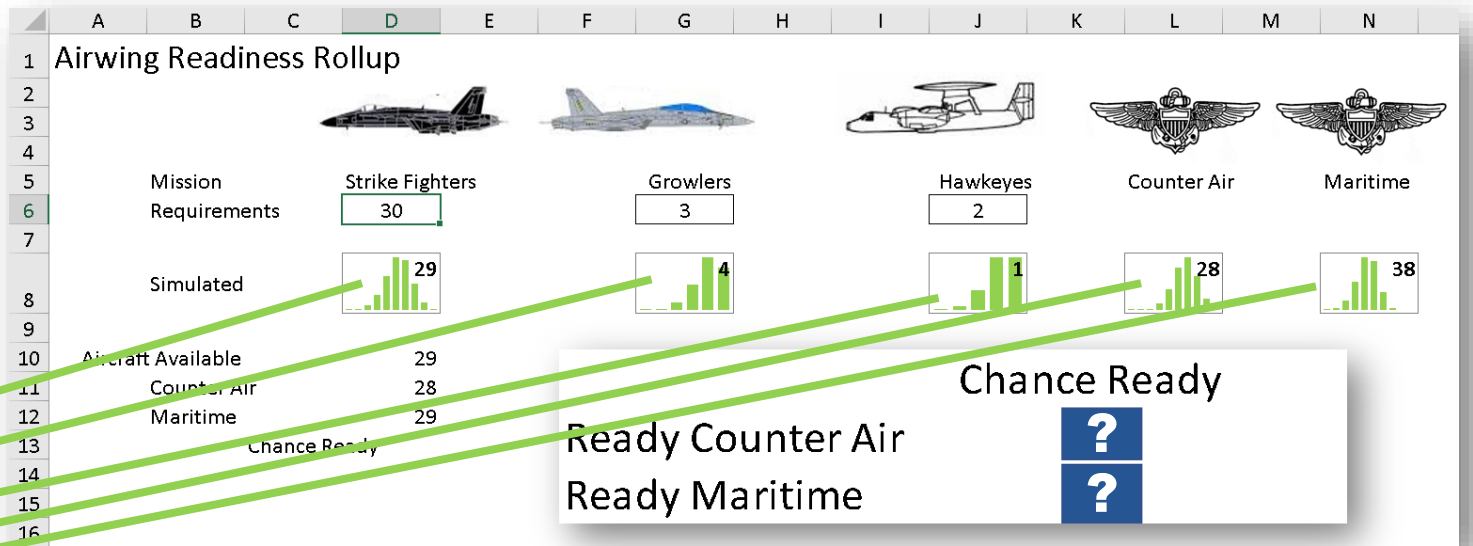 A B C D E F G H I J K L M N
1 Airwing Readiness Rollup
2
3
4
5 Mission Strike Fighters Growlers Hawkeyes Counter Air Maritime
6 Requirements 30 3 2
7
8 Simulated 29 4 1 28 38
9
10 Aircraft Available 29
11 Counter Air 28
12 Maritime 29
13 Chance Ready
14
15
16
Chance Ready
Ready Counter Air ?
Ready Maritime ?